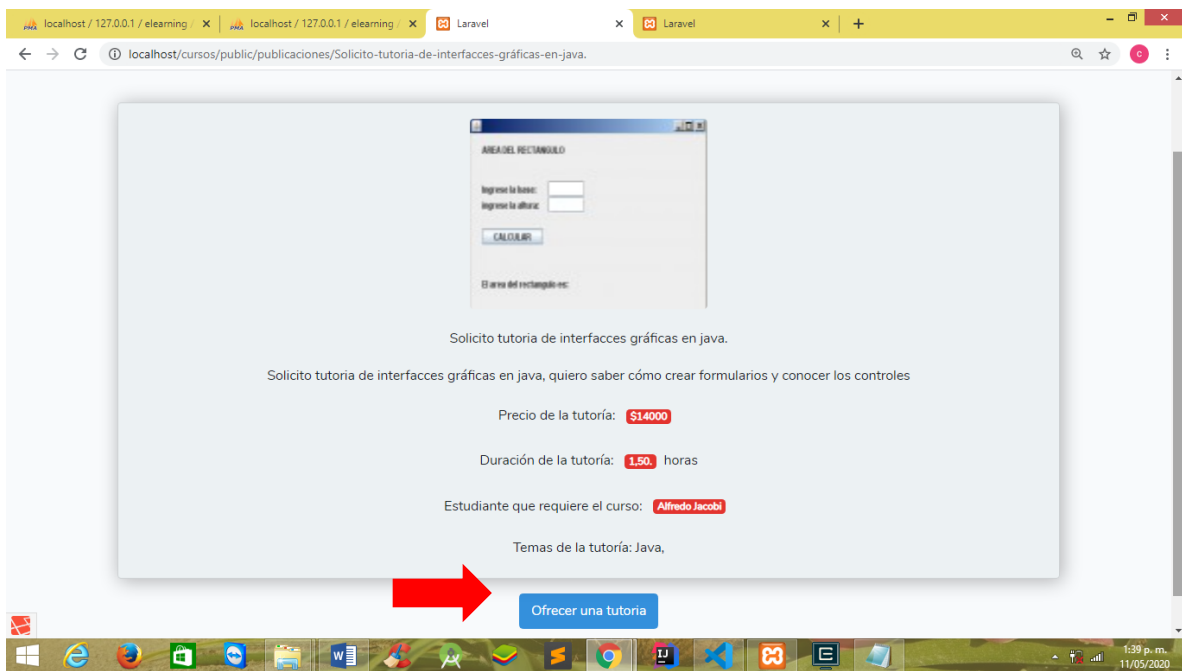 localhost / 127.0.0.1 / elearning /
localhost / 127.0.0.1 / elearning /
Laravel
Laravel
localhost/cursos/public/publicaciones/Solicito-tutoria-de-interfacces-gráficas-en-java.
c
AREA DEL RECTANGULO
Ingrese la base:
ingrese la altura:
CALCULAR
El area del rectangulo es:
Solicito tutoria de interfacces gráficas en java.
Solicito tutoria de interfacces gráficas en java, quiero saber cómo crear formularios y conocer los controles
Precio de la tutoría: $14000
Duración de la tutoría: 1,50. horas
Estudiante que requiere el curso: Alfredo Jacobi
Temas de la tutoría: Java,
Ofrecer una tutoria
1:39 p. m.
11/05/2020